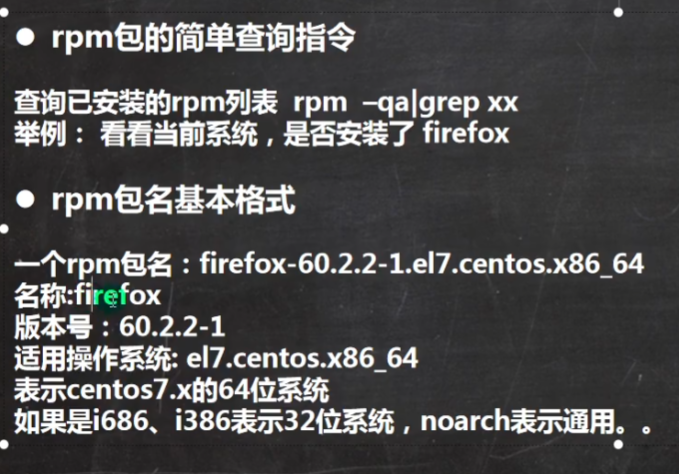 ● rpm包的简单查询指令
查询已安装的rpm列表 rpm –qa|grep xx
举例： 看看当前系统，是否安装了 firefox
● rpm包名基本格式
一个rpm包名：firefox-60.2.2-1.el7.centos.x86_64
名称:firefox
版本号：60.2.2-1
适用操作系统: el7.centos.x86_64
表示centos7.x的64位系统
如果是i686、i386表示32位系统，noarch表示通用。。